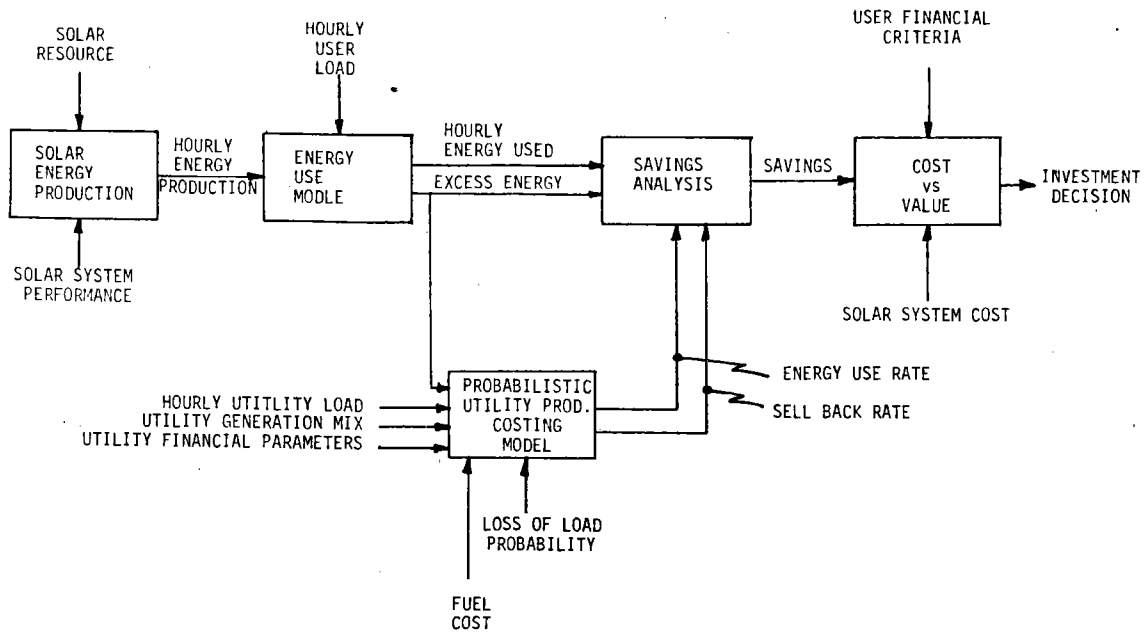 SOLAR
RESOURCE
HOURLY
USER
LOAD
USER FINANCIAL
CRITERIA
SOLAR
ENERGY
PRODUCTION
HOURLY
ENERGY
PRODUCTION
ENERGY
USE
MODLE
HOURLY
ENERGY USED
EXCESS ENERGY
SAVINGS
ANALYSIS
SAVINGS
COST
vs
VALUE
INVESTMENT
DECISION
SOLAR SYSTEM
PERFORMANCE
SOLAR SYSTEM COST
ENERGY USE RATE
SELL BACK RATE
HOURLY UTITLITY LOAD
UTILITY GENERATION MIX
UTILITY FINANCIAL PARAMETERS
PROBABILISTIC
UTILITY PROD.
COSTING
MODEL
LOSS OF LOAD
PROBABILITY
FUEL
COST